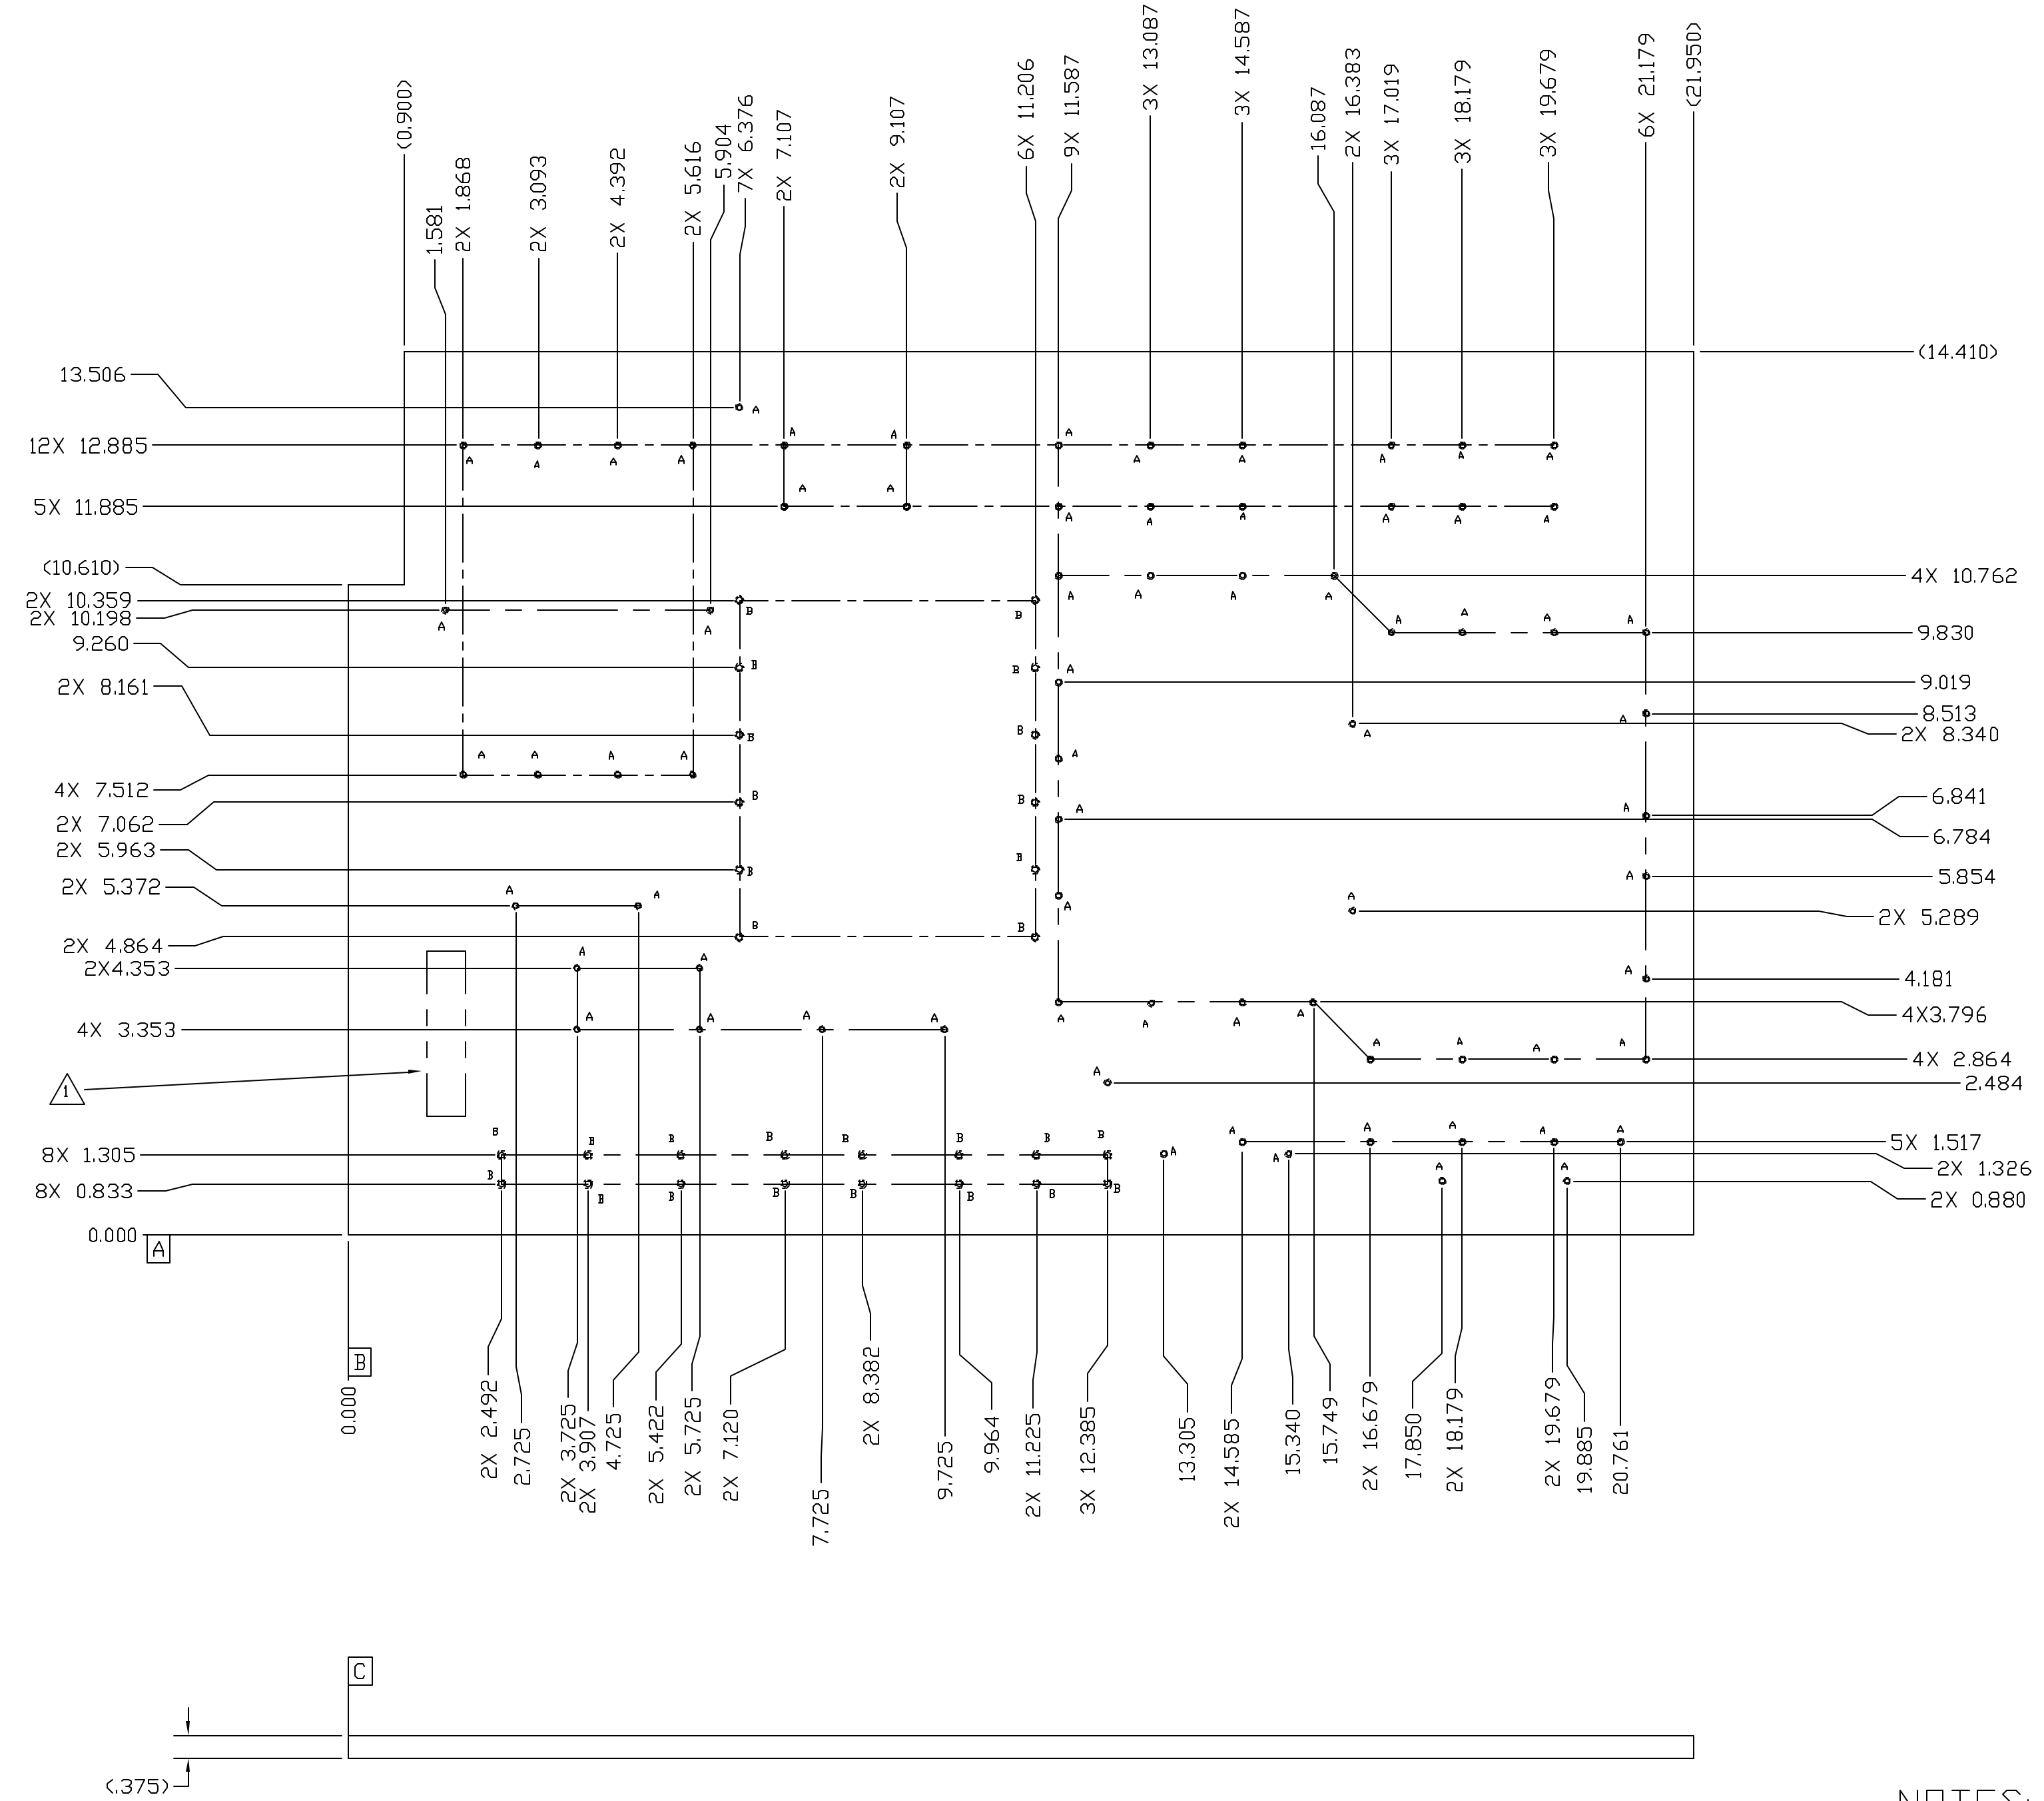 (0.900)
1.581
2X 1.868
2X 3.093
2X 4.392
2X 5.616
5.904
7X 6.376
2X 7.107
2X 9.107
6X 11.206
9X 11.587
3X 13.087
3X 14.587
16.087
2X 16.383
3X 17.019
3X 18.179
3X 19.679
6X 21.179
(21.950)
13.506
12X 12.885
5X 11.885
(10.610)
2X 10.359
2X 10.198
9.260
2X 8.161
4X 7.512
2X 7.062
2X 5.963
2X 5.372
2X 4.864
2X4.353
4X 3.353
1
8X 1.305
8X 0.833
0.000
A
(14.410)
4X 10.762
9.830
9.019
8.513
2X 8.340
6.841
6.784
5.854
2X 5.289
4.181
4X3.796
4X 2.864
2.484
5X 1.517
2X 1.326
2X 0.880
A
A A A
A A A A A A A A A
A A
A A A A A A
A A A A
A A A A
A A B B
B B A
A A
B B
A A A A A
B B A A
B B A
A A A
B B A
A A A
A A A A A
A A A A
A A A A
A
B B B B B B B B
A A A A A
A A A A
B B B B B B B B
B
0.000
2X 2.492
2.725
2X 3.725
2X 3.907
4.725
2X 5.422
2X 5.725
2X 7.120
7.725
2X 8.382
9.725
9.964
2X 11.225
3X 12.385
13.305
2X 14.585
15.340
15.749
2X 16.679
17.850
2X 18.179
2X 19.679
19.885
20.761
C
(.375)